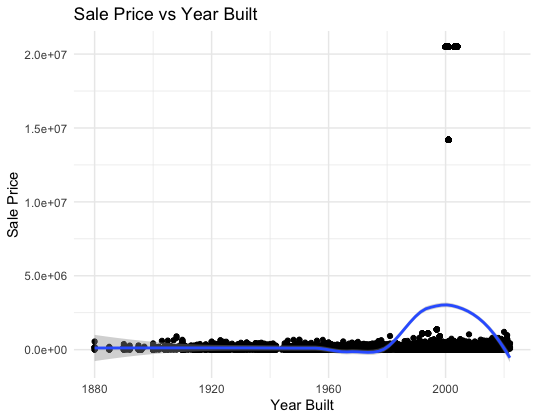 Sale Price vs Year Built
2.0e+07
1.5e+07
1.0e+07
5.0e+06
0.0e+00
Sale Price
1880 1920 1960 2000
Year Built